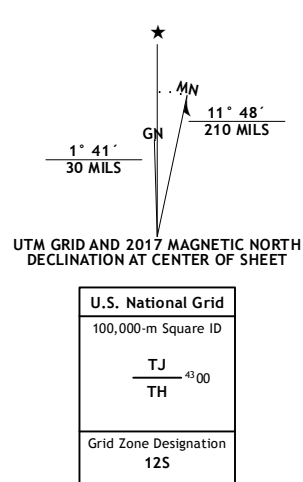 ★
MN
GN
11° 48´
210 MILS
1° 41´
30 MILS
UTM GRID AND 2017 MAGNETIC NORTH
DECLINATION AT CENTER OF SHEET
U.S. National Grid
100,000-m Square ID
TJ
4300
TH
Grid Zone Designation
12S